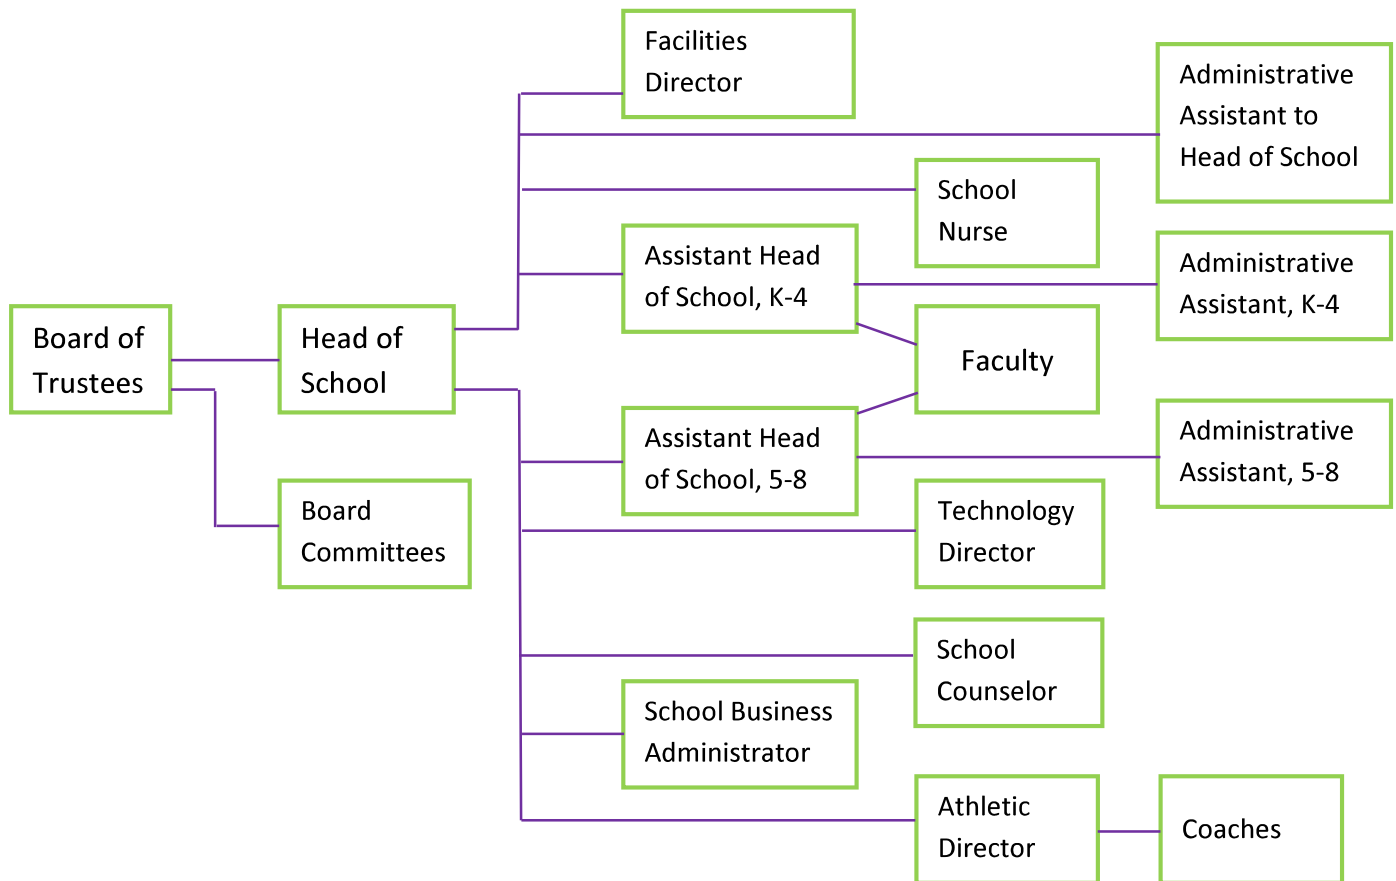 Facilities
Director
Administrative
Assistant to
Head of School
School
Nurse
Assistant Head
of School, K-4
Administrative
Assistant, K-4
Board of
Trustees
Head of
School
Faculty
Assistant Head
of School, 5-8
Administrative
Assistant, 5-8
Board
Committees
Technology
Director
School
Counselor
School Business
Administrator
Athletic
Director
Coaches